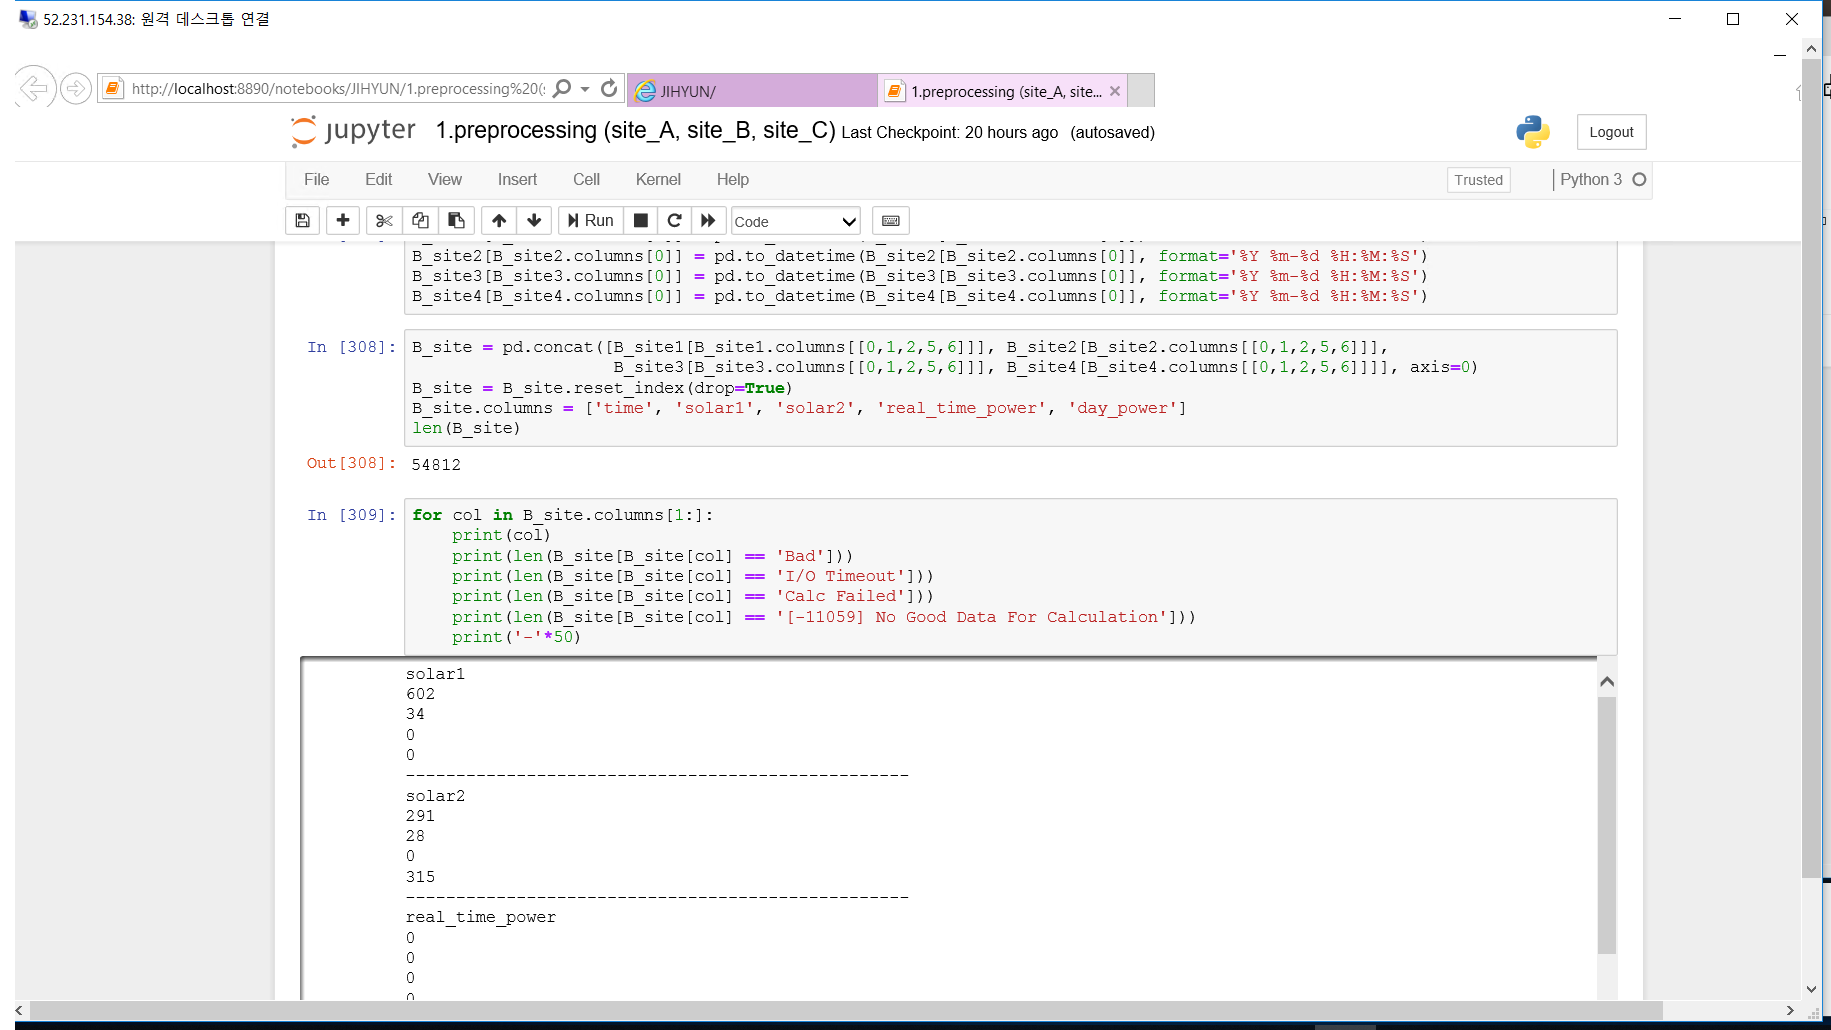 52.231.154.38: 원격 데스크톱 연결
http://localhost:8890/notebooks/JIHYUN/1.preprocessing%20(s
JIHYUN/
1.preprocessing (site_A, site...
jupyter 1.preprocessing (site_A, site_B, site_C) Last Checkpoint: 20 hours ago (autosaved)
Logout
File Edit View Insert Cell Kernel Help
Trusted
Python 3
Run
Code
B_site2[B_site2.columns[0]] = pd.to_datetime(B_site2[B_site2.columns[0]], format='%Y %m-%d %H:%M:%S')
B_site3[B_site3.columns[0]] = pd.to_datetime(B_site3[B_site3.columns[0]], format='%Y %m-%d %H:%M:%S')
B_site4[B_site4.columns[0]] = pd.to_datetime(B_site4[B_site4.columns[0]], format='%Y %m-%d %H:%M:%S')
In [308]: B_site = pd.concat([B_site1[B_site1.columns[[0,1,2,5,6]]], B_site2[B_site2.columns[[0,1,2,5,6]]],
B_site3[B_site3.columns[[0,1,2,5,6]]], B_site4[B_site4.columns[[0,1,2,5,6]]]], axis=0)
B_site = B_site.reset_index(drop=True)
B_site.columns = ['time', 'solar1', 'solar2', 'real_time_power', 'day_power']
len(B_site)
Out[308]: 54812
In [309]: for col in B_site.columns[1:]:
print(col)
print(len(B_site[B_site[col] == 'Bad']))
print(len(B_site[B_site[col] == 'I/O Timeout']))
print(len(B_site[B_site[col] == 'Calc Failed']))
print(len(B_site[B_site[col] == '[-11059] No Good Data For Calculation']))
print('-'*50)
solar1
602
34
0
0
--------------------------------------------------
solar2
291
28
0
315
--------------------------------------------------
real_time_power
0
0
0
0